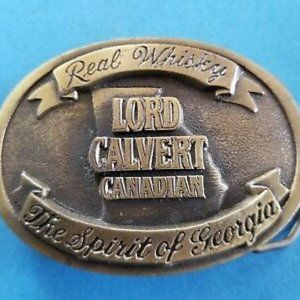 Real Whisky
LORD
CALVERT
CANADIAN
The Spirit of Georgia